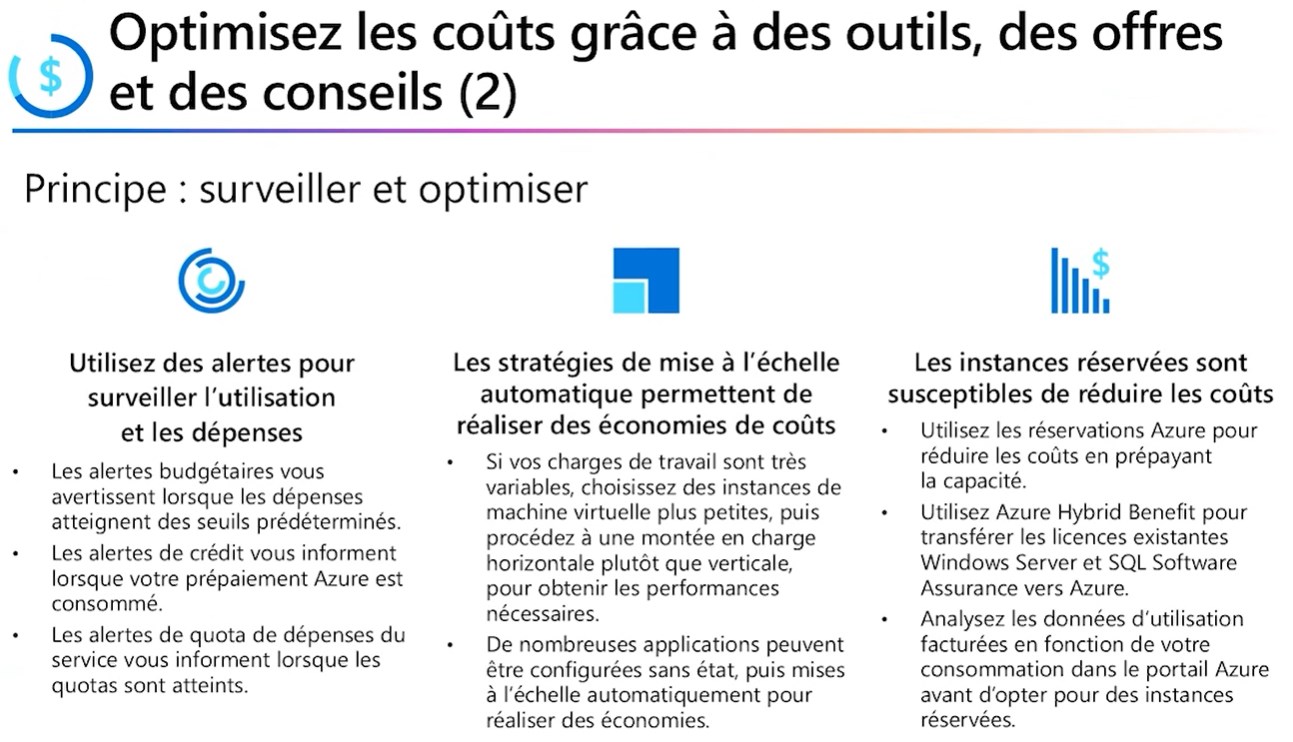 $
Optimisez les coûts grâce à des outils, des offres
et des conseils (2)
Principe : surveiller et optimiser
Utilisez des alertes pour
surveiller l’utilisation
et les dépenses
• Les alertes budgétaires vous
avertissent lorsque les dépenses
atteignent des seuils prédéterminés.
• Les alertes de crédit vous informent
lorsque votre prépaiement Azure est
consommé.
• Les alertes de quota de dépenses du
service vous informent lorsque les
quotas sont atteints.
Les stratégies de mise à l’échelle
automatique permettent de
réaliser des économies de coûts
• Si vos charges de travail sont très
variables, choisissez des instances de
machine virtuelle plus petites, puis
procédez à une montée en charge
horizontale plutôt que verticale,
pour obtenir les performances
nécessaires.
• De nombreuses applications peuvent
être configurées sans état, puis mises
à l’échelle automatiquement pour
réaliser des économies.
$
Les instances réservées sont
susceptibles de réduire les coûts
• Utilisez les réservations Azure pour
réduire les coûts en prépayant
la capacité.
• Utilisez Azure Hybrid Benefit pour
transférer les licences existantes
Windows Server et SQL Software
Assurance vers Azure.
• Analysez les données d’utilisation
facturées en fonction de votre
consommation dans le portail Azure
avant d’opter pour des instances
réservées.